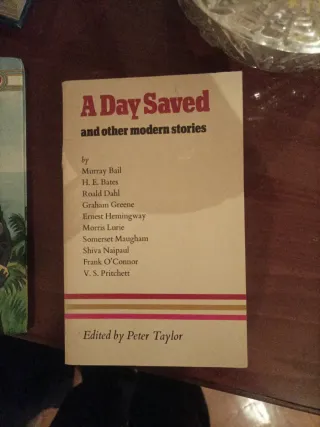 A Day Saved
and other modern stories
by
Murray Bail
H. E. Bates
Roald Dahl
Graham Greene
Ernest Hemingway
Morris Lurie
Somerset Maugham
Shiva Naipaul
Frank O'Connor
V. S. Pritchett
Edited by Peter Taylor